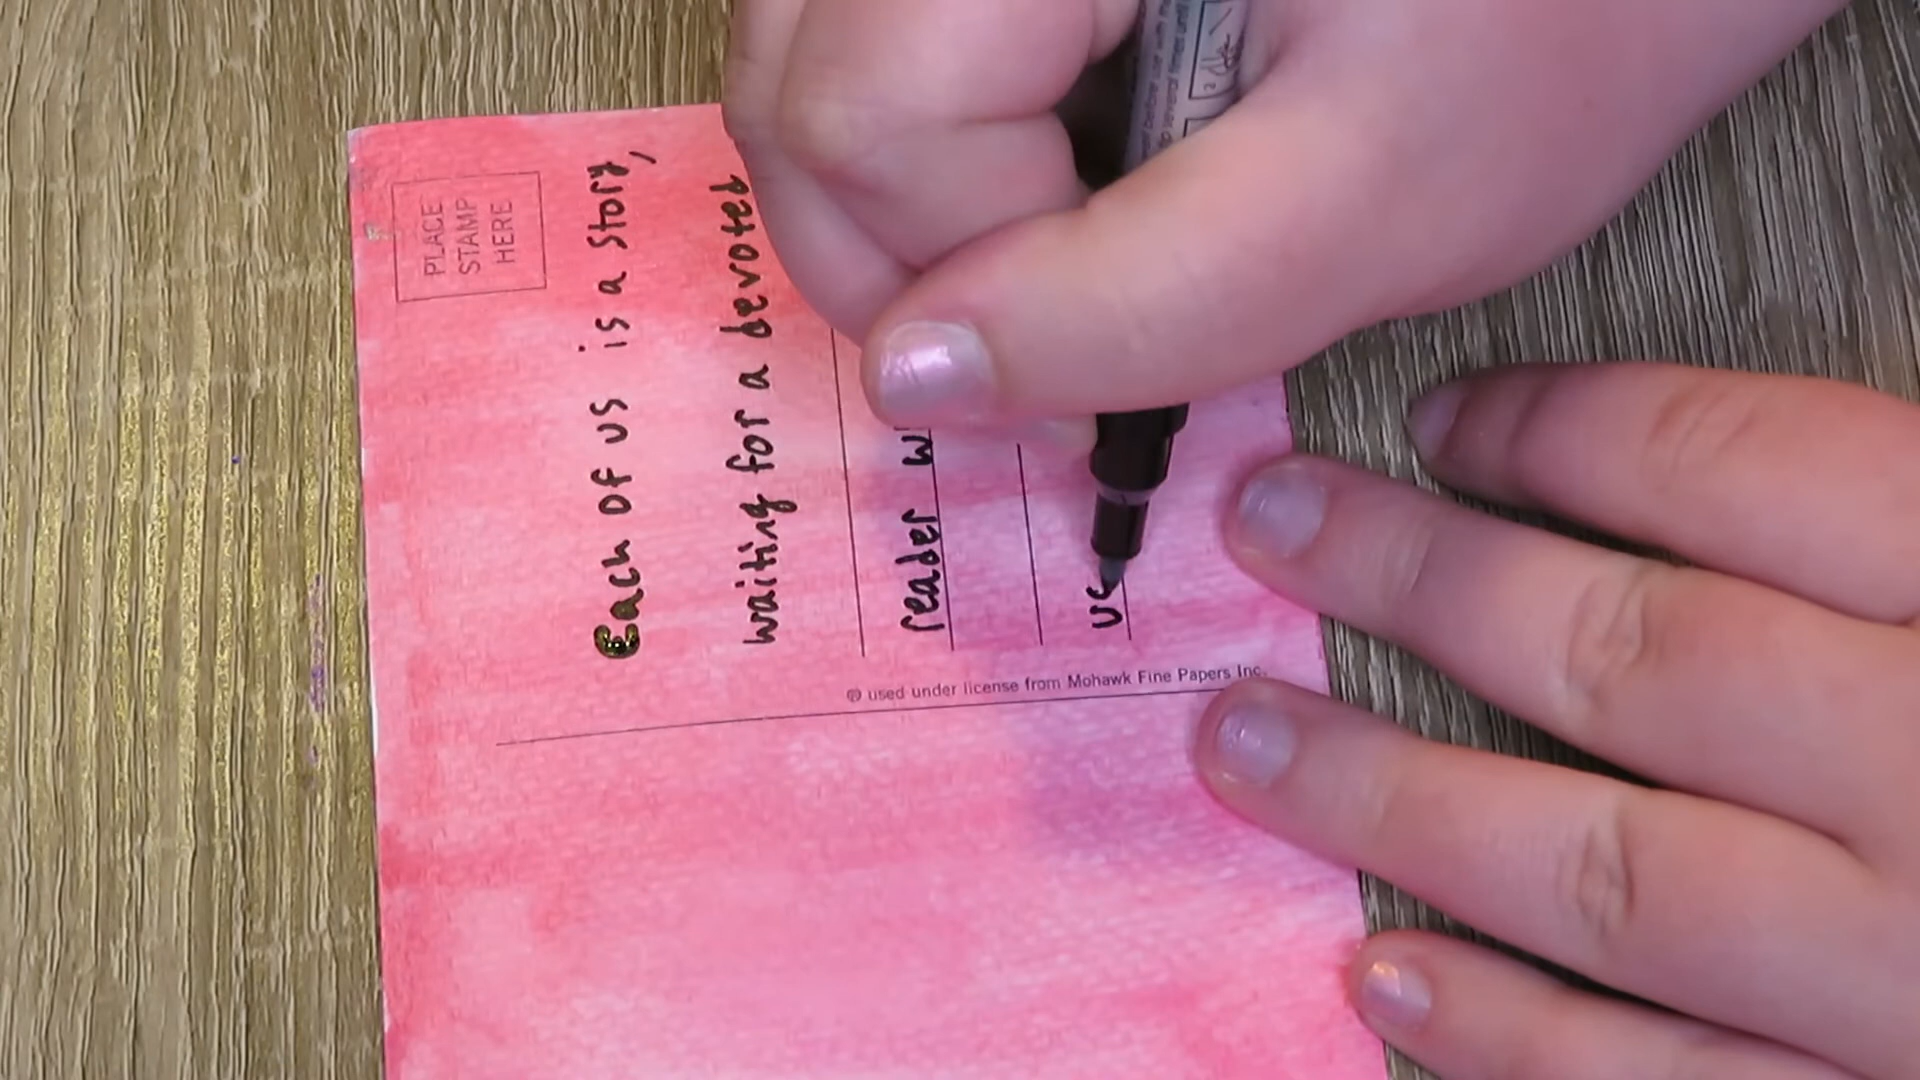 PLACE
STAMP
HERE
Each of us is a story,
waiting for a devoted
reader
® used under license from Mohawk Fine Papers Inc.